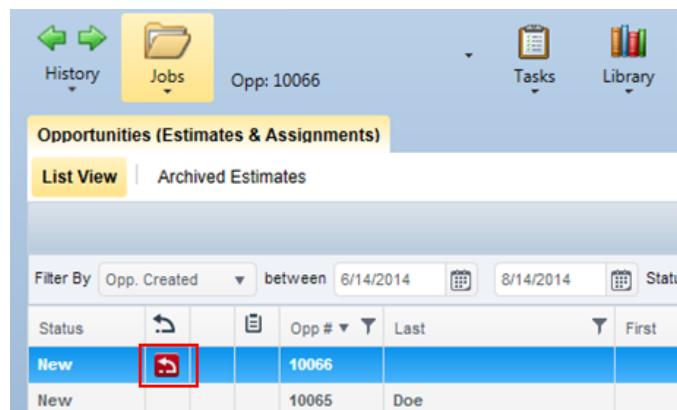 History Jobs Opp: 10066 Tasks Library
Opportunities (Estimates & Assignments)
List View Archived Estimates
Filter By Opp. Created between 6/14/2014 8/14/2014 Statu
Status Opp # Last First
New 10066
New 10065 Doe